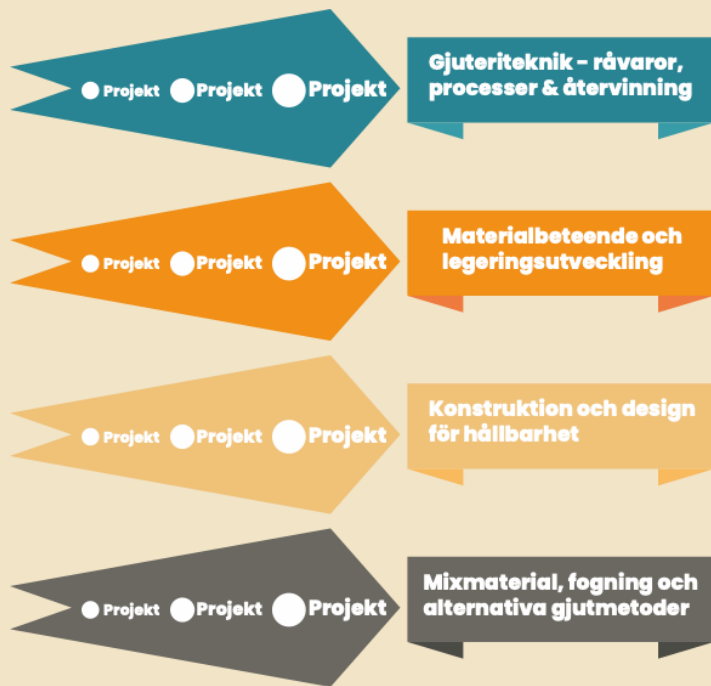 Projekt Projekt Projekt
Gjuteriteknik - råvaror,
processer & återvinning
Projekt Projekt Projekt
Materialbeteende och
legeringsutveckling
Projekt Projekt Projekt
Konstruktion och design
för hållbarhet
Projekt Projekt Projekt
Mixmaterial, fogning och
alternativa gjutmetoder